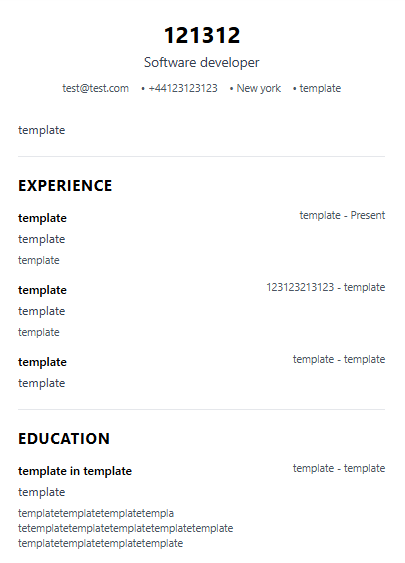 121312
Software developer
test@test.com • +44123123123 • New york • template
template
EXPERIENCE
template template - Present
template
template
template 123123213123 - template
template
template
template template - template
template
EDUCATION
template in template template - template
template
templatetemplatetemplatetempla
tetemplatetemplatetemplatetemplatetemplate
templatetemplatetemplatetemplate